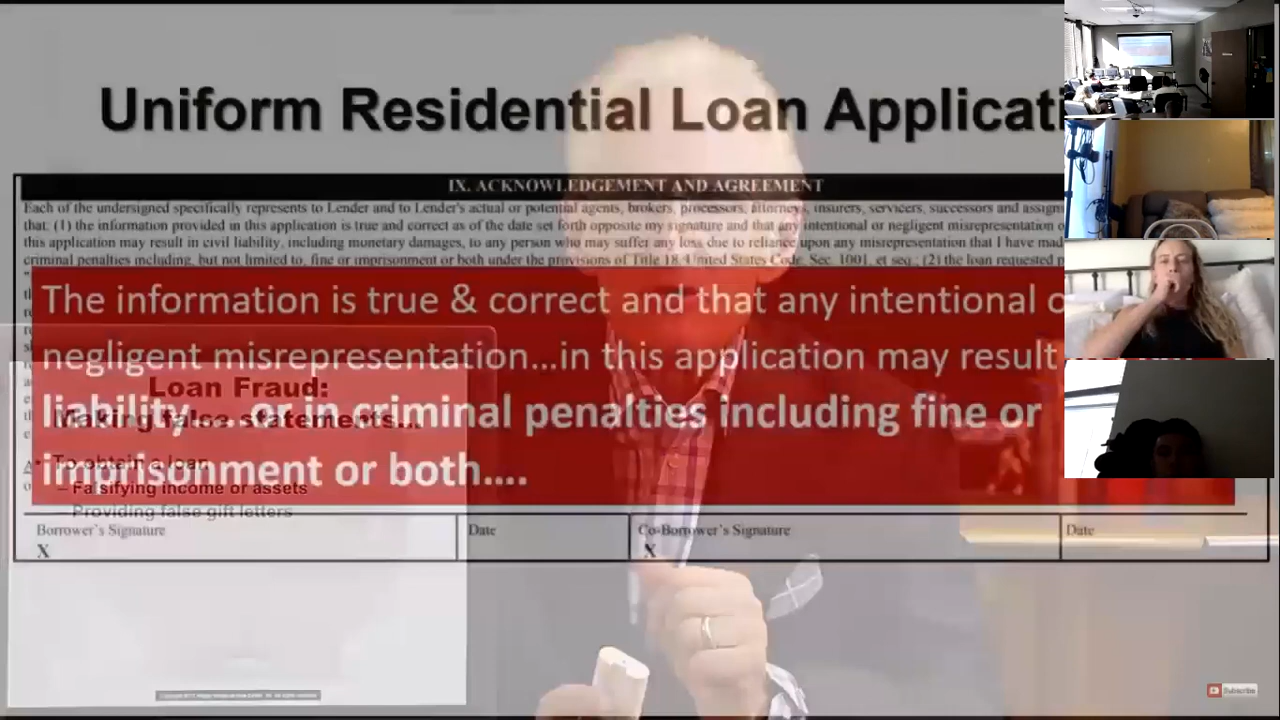 Uniform Residential Loan Applicati
IX. ACKNOWLEDGEMENT AND AGREEMENT
Each of the undersigned specifically represents to Lender and to Lender's actual or potential agents, brokers, processors, attorneys, insurers, servicers, successors and assigns
that: (1) the information provided in this application is true and correct as of the date set forth opposite my signature and that any intentional or negligent misrepresentation o
this application may result in civil liability, including monetary damages, to any person who may suffer any loss due to reliance upon any misrepresentation that I have mad
criminal penalties including, but not limited to, fine or imprisonment or both under the provisions of Title 18, United States Code, Sec. 1001, et seq.; (2) the loan requested p
The information is true & correct and that any intentional o
negligent misrepresentation...in this application may result
liability.... or in criminal penalties including fine or
imprisonment or both....
Loan Fraud:
Making false statements...
• To obtain a loan
– Falsifying income or assets
– Providing false gift letters
Borrower's Signature
X
Date
Co-Borrower's Signature
X
Date
Subscribe